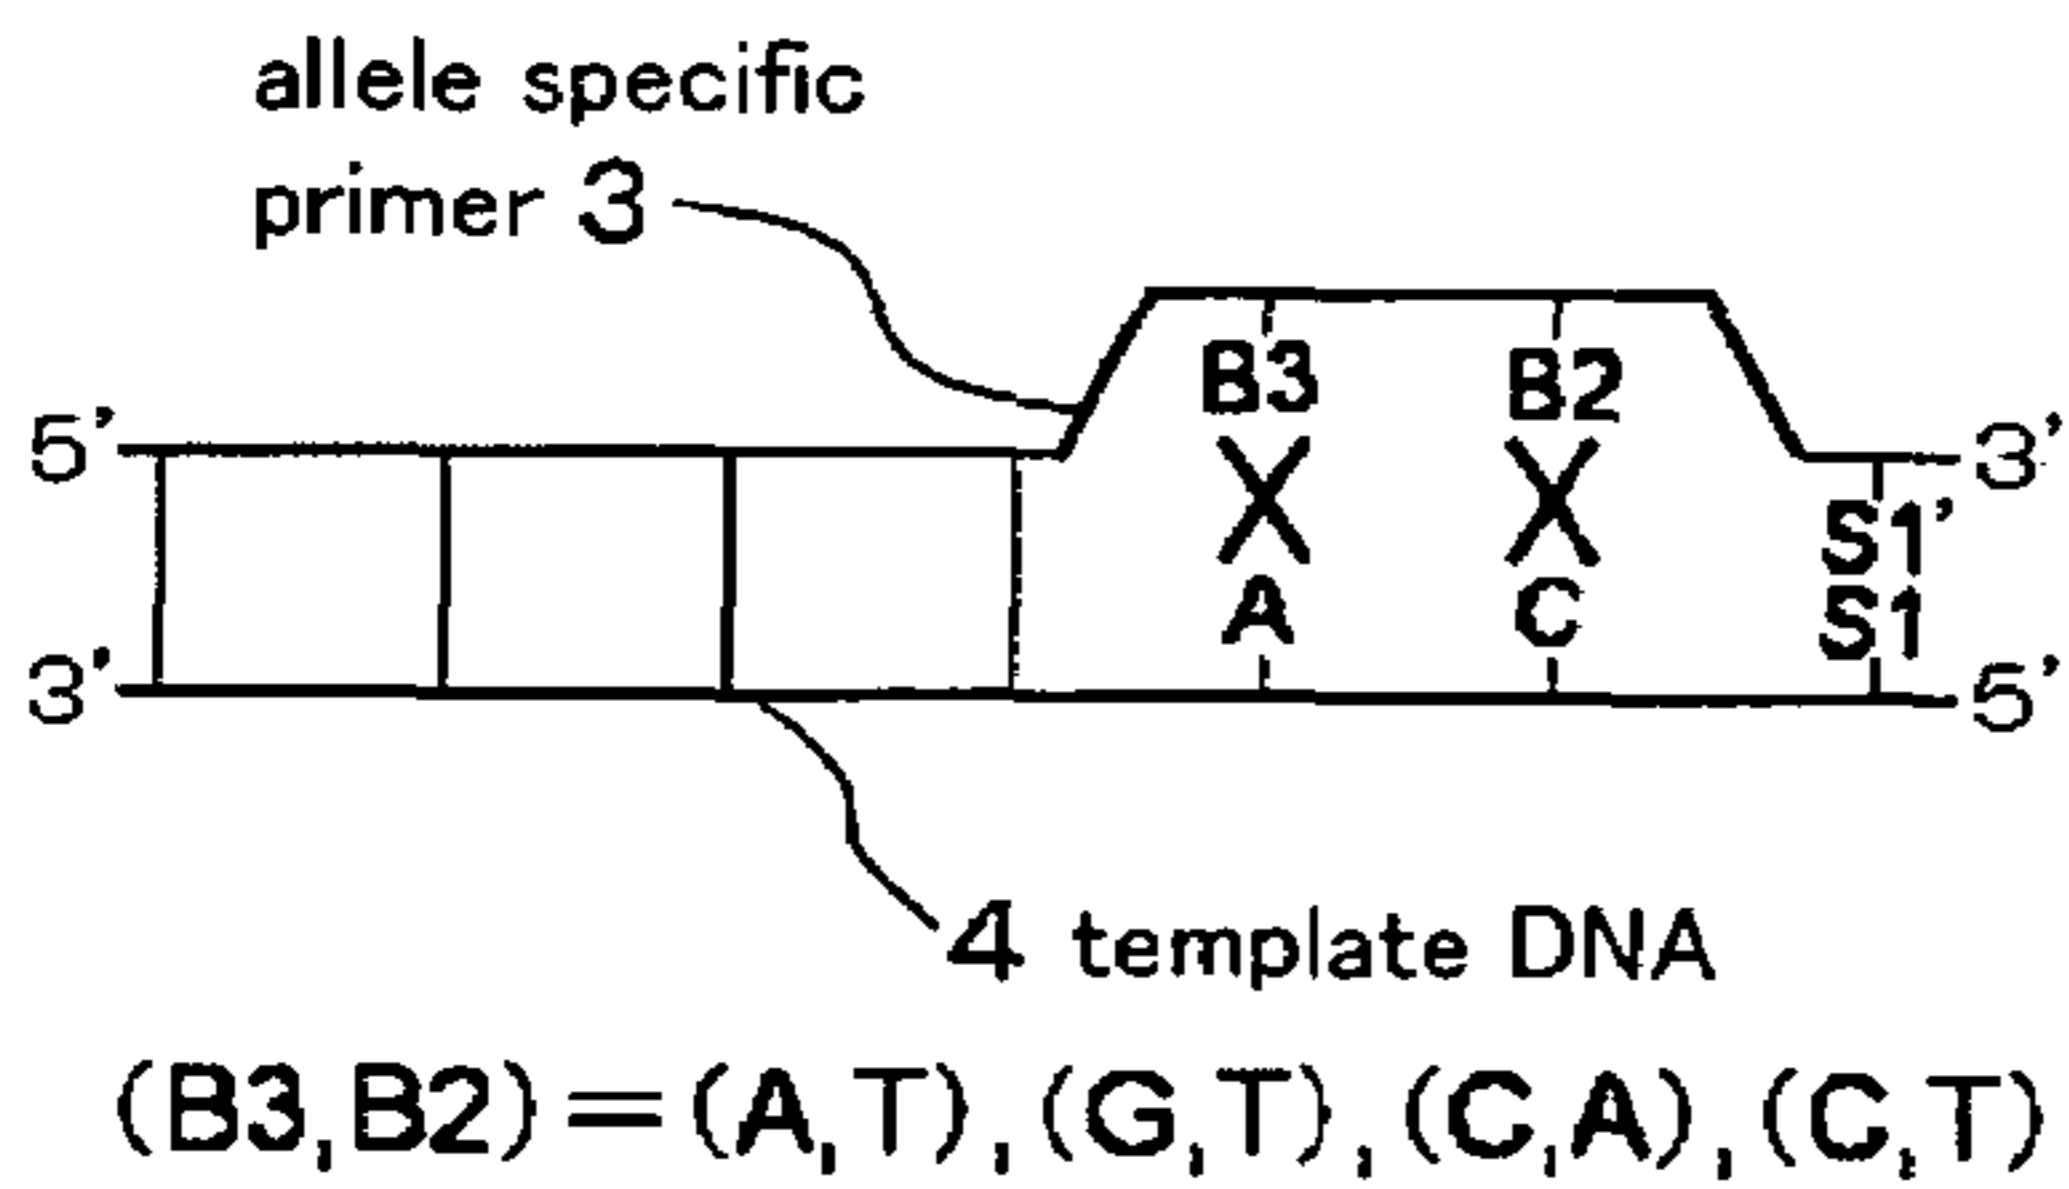 allele specific
primer 3
B3 B2
5' 3'
X X
S1'
A C S1
3' 5'
4 template DNA
(B3,B2)=(A,T),(G,T),(C,A),(C,T)